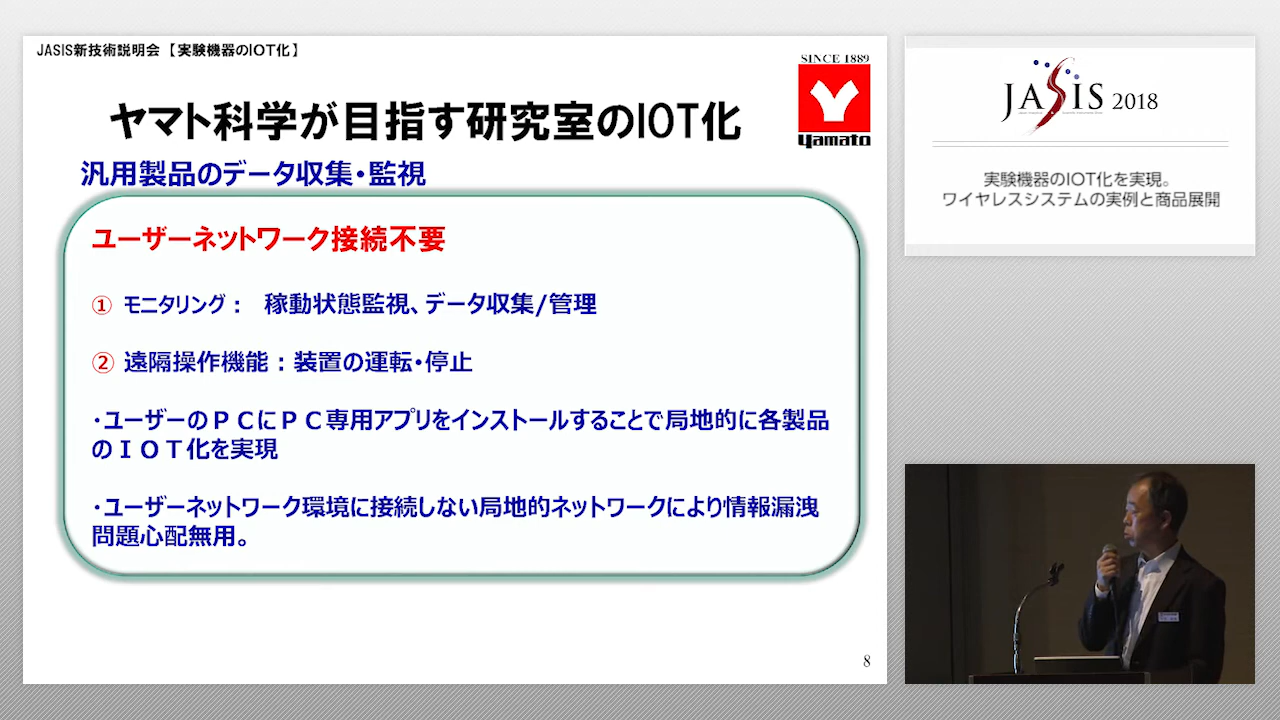 JASIS新技術説明会 【実験機器のIOT化】
SINCE 1889
Yamato
ヤマト科学が目指す研究室のIOT化
汎用製品のデータ収集・監視
ユーザーネットワーク接続不要
① モニタリング： 稼動状態監視、データ収集/管理
② 遠隔操作機能：装置の運転・停止
・ユーザーのＰＣにＰＣ専用アプリをインストールすることで局地的に各製品
のＩＯＴ化を実現
・ユーザーネットワーク環境に接続しない局地的ネットワークにより情報漏洩
問題心配無用。
8
JASIS 2018
実験機器のIOT化を実現。
ワイヤレスシステムの実例と商品展開